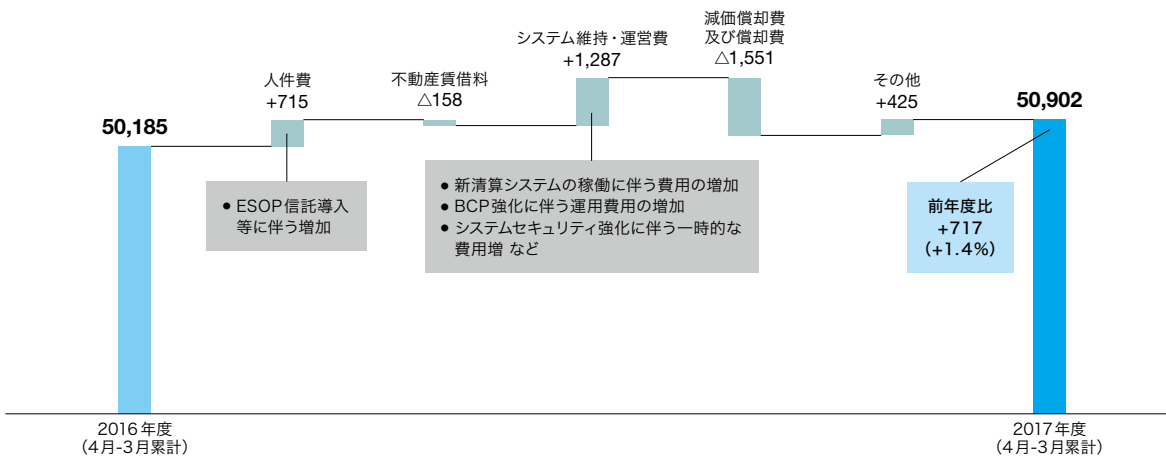 50,185
人件費
+715
● ESOP信託導入
等に伴う増加
不動産賃借料
△158
システム維持・運営費
+1,287
● 新清算システムの稼働に伴う費用の増加
● BCP強化に伴う運用費用の増加
● システムセキュリティ強化に伴う一時的な
費用増 など
減価償却費
及び償却費
△1,551
その他
+425
50,902
前年度比
+717
（+1.4%）
2016年度
（4月-3月累計）
2017年度
（4月-3月累計）